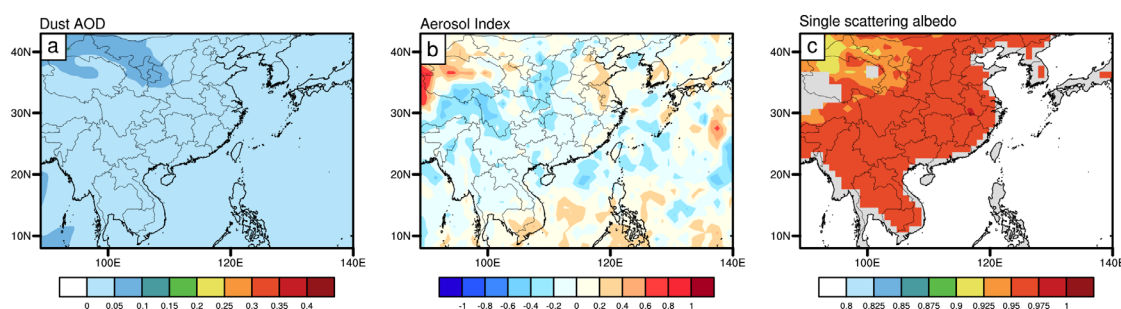 Dust AOD
a
40N
30N
20N
10N
100E 120E 140E
0 0.05 0.1 0.15 0.2 0.25 0.3 0.35 0.4
Aerosol Index
b
40N
30N
20N
10N
100E 120E 140E
-1 -0.8 -0.6 -0.4 -0.2 0 0.2 0.4 0.6 0.8 1
Single scattering albedo
c
40N
30N
20N
10N
100E 120E 140E
0.8 0.825 0.85 0.875 0.9 0.925 0.95 0.975 1